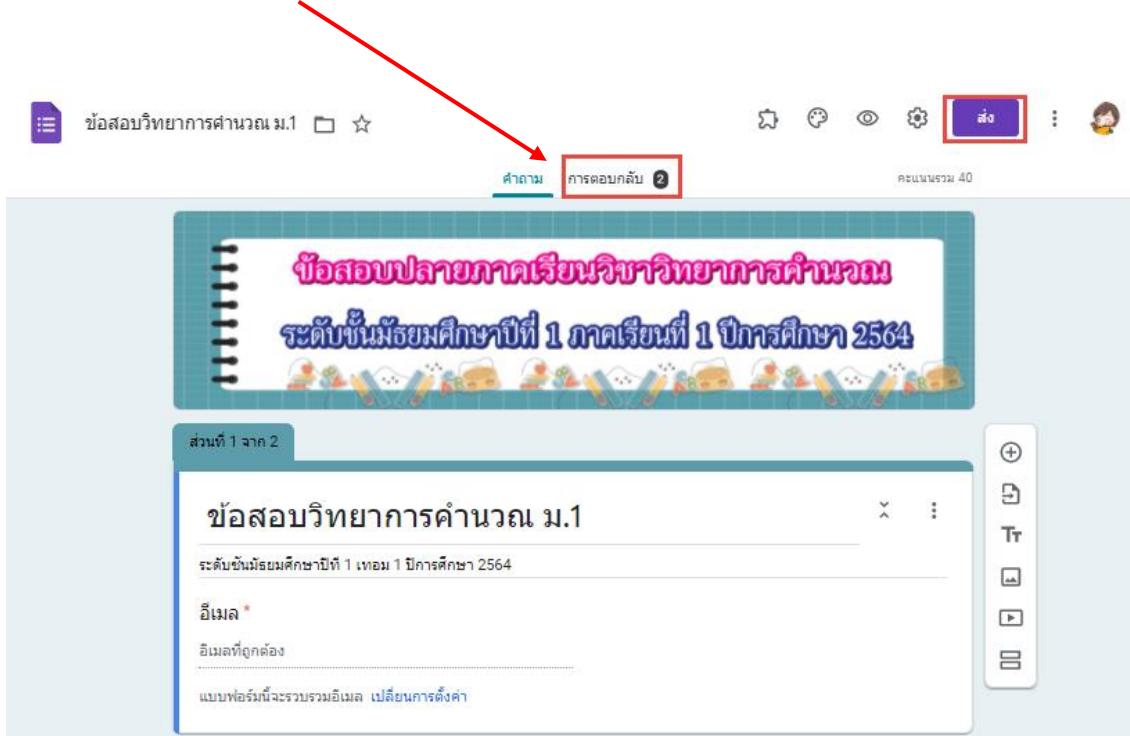 ข้อสอบวิทยาการคำนวณ ม.1
ส่ง
คำถาม
การตอบกลับ 2
คะแนนรวม 40
ข้อสอบปลายภาคเรียนวิชาวิทยาการคำนวณ
ระดับชั้นมัธยมศึกษาปีที่ 1 ภาคเรียนที่ 1 ปีการศึกษา 2564
ส่วนที่ 1 จาก 2
ข้อสอบวิทยาการคำนวณ ม.1
ระดับชั้นมัธยมศึกษาปีที่ 1 เทอม 1 ปีการศึกษา 2564
อีเมล *
อีเมลที่ถูกต้อง
แบบฟอร์มนี้จะรวบรวมอีเมล เปลี่ยนการตั้งค่า
Tт